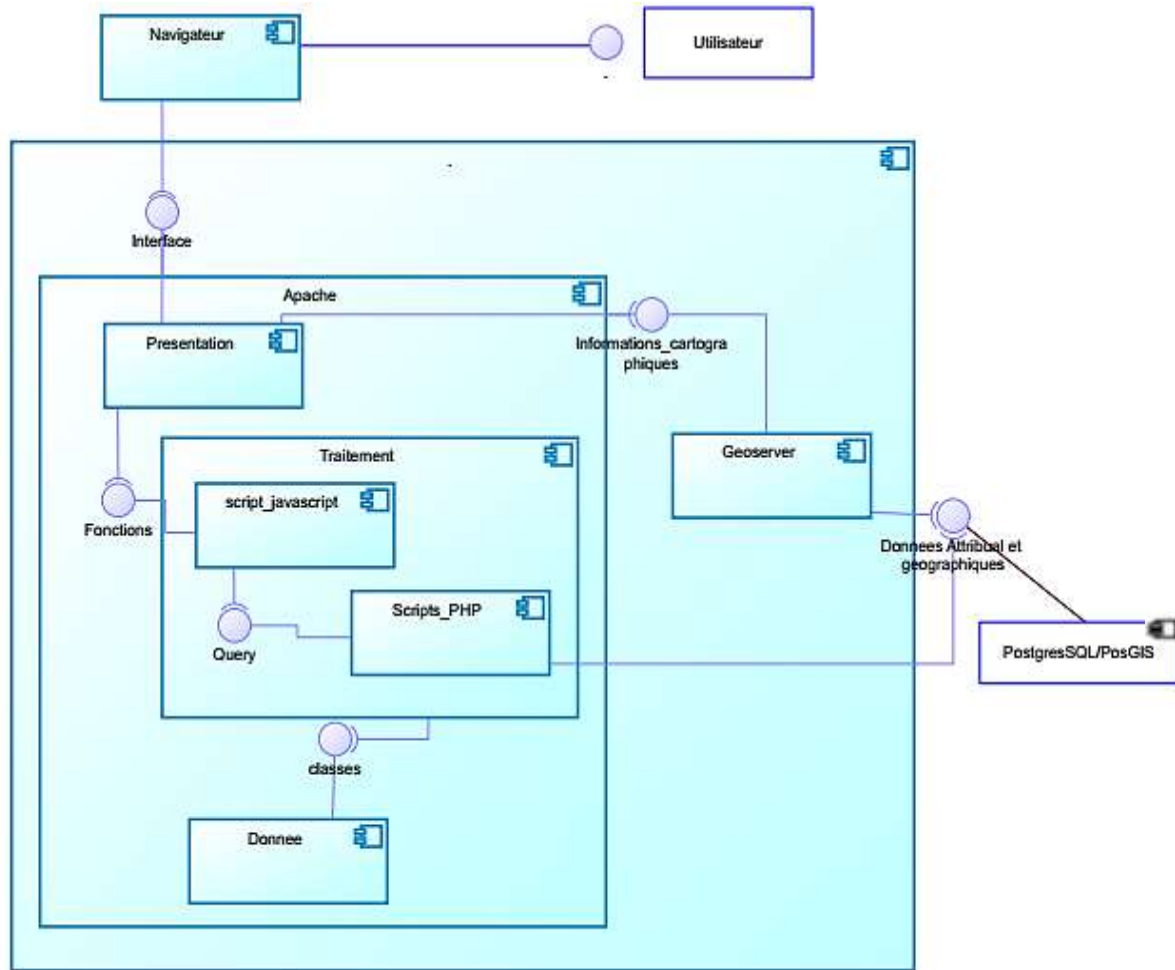 Navigateur
Utilisateur
Interface
Apache
Presentation
Informations_cartogra
phiques
Traitement
Geoserver
script_javascript
Fonctions
Donnees Attribual et
geographiques
Scripts_PHP
Query
PostgresSQL/PosGIS
classes
Donnee